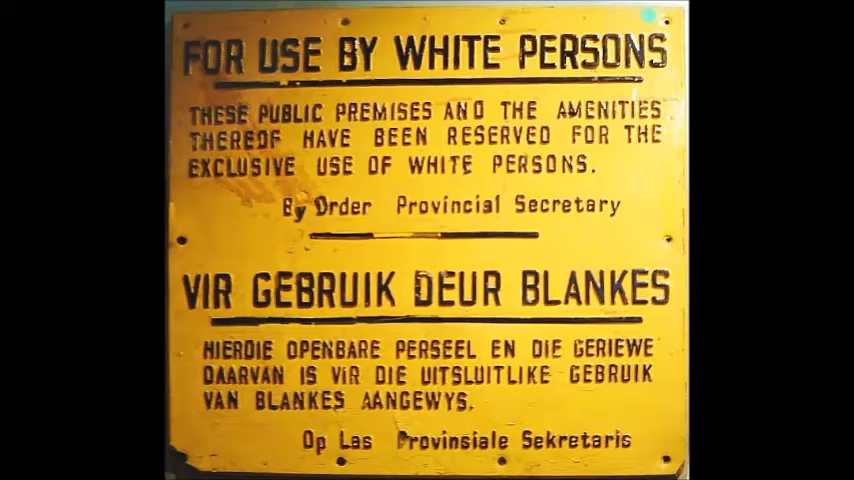 FOR USE BY WHITE PERSONS
THESE PUBLIC PREMISES AND THE AMENITIES
THEREOF HAVE BEEN RESERVED FOR THE
EXCLUSIVE USE OF WHITE PERSONS.
By Order Provincial Secretary
VIR GEBRUIK DEUR BLANKES
HIERDIE OPENBARE PERSEEL EN DIE GERIEWE
DAARVAN IS VIR DIE UITSLUITLIKE GEBRUIK
VAN BLANKES AANGEWYS.
Op Las Provinsiale Sekretaris